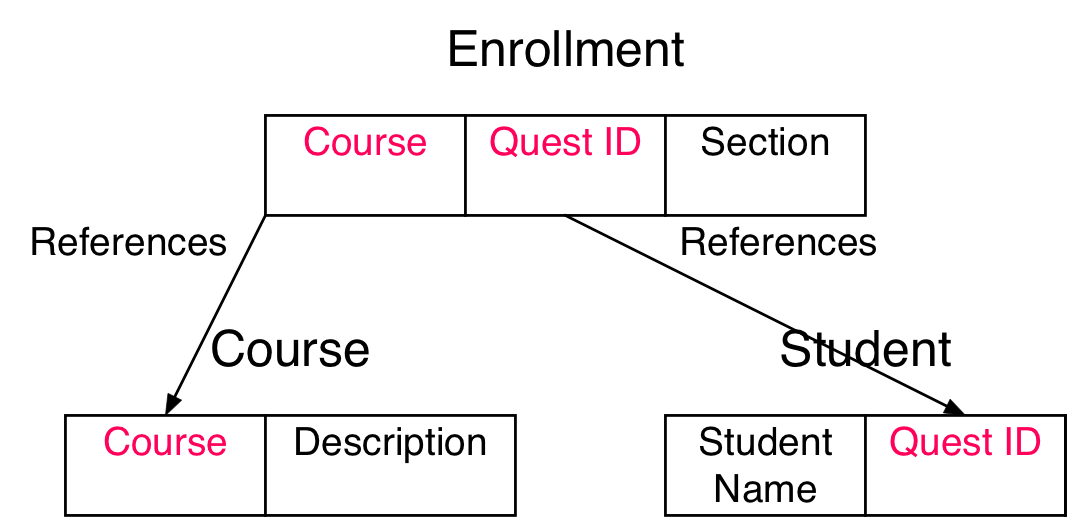 Enrollment
Course Quest ID Section
References References
Course Student
Course Description Student Quest ID
Name